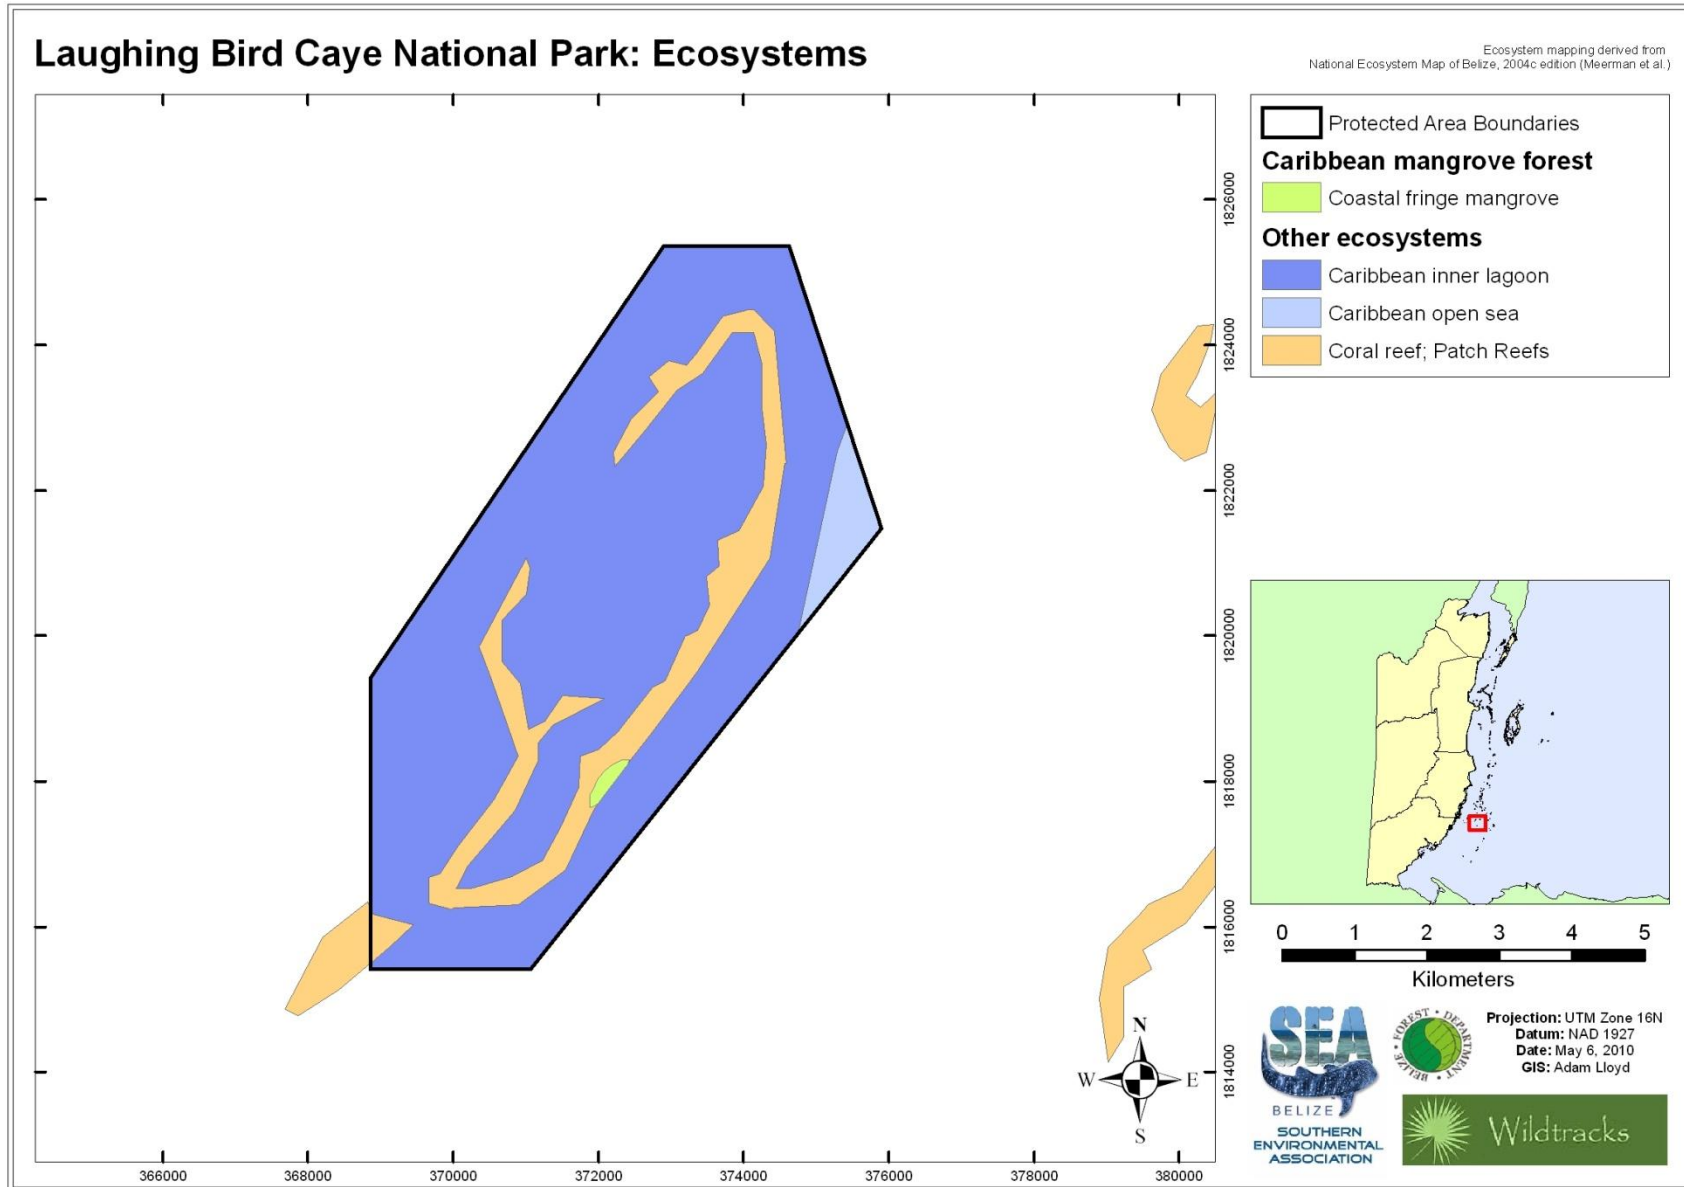 Laughing Bird Caye National Park: Ecosystems
Ecosystem mapping derived from
National Ecosystem Map of Belize, 2004c edition (Meerman et al.)
Protected Area Boundaries
Caribbean mangrove forest
Coastal fringe mangrove
Other ecosystems
Caribbean inner lagoon
Caribbean open sea
Coral reef; Patch Reefs
1826000
1824000
1822000
1820000
1818000
1816000
1814000
366000 368000 370000 372000 374000 376000 378000 380000
N
W E
S
0 1 2 3 4 5
Kilometers
SEA
BELIZE
SOUTHERN
ENVIRONMENTAL
ASSOCIATION
BELIZE • FOREST • DEPARTMENT •
Projection: UTM Zone 16N
Datum: NAD 1927
Date: May 6, 2010
GIS: Adam Lloyd
Wildtracks